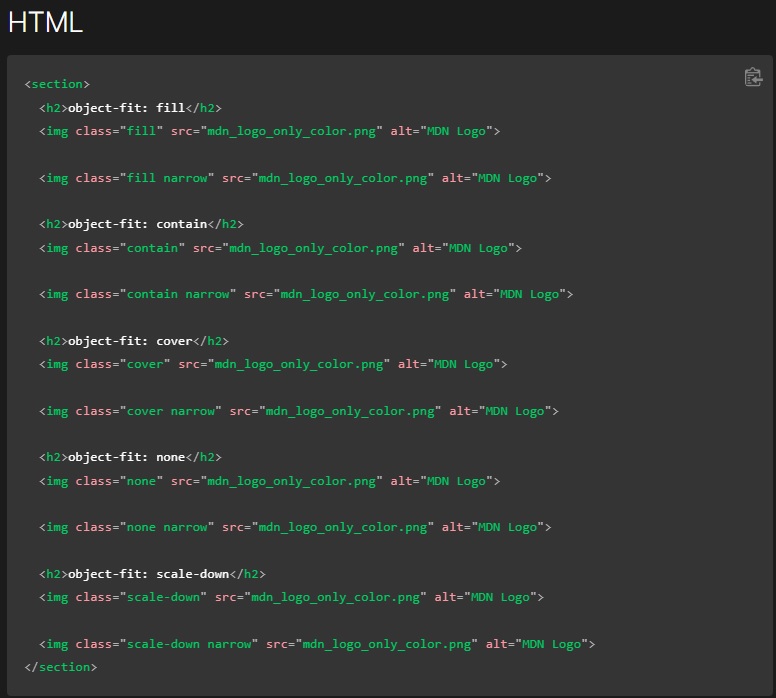 HTML
<section>
<h2>object-fit: fill</h2>
<img class="fill" src="mdn_logo_only_color.png" alt="MDN Logo">
<img class="fill narrow" src="mdn_logo_only_color.png" alt="MDN Logo">
<h2>object-fit: contain</h2>
<img class="contain" src="mdn_logo_only_color.png" alt="MDN Logo">
<img class="contain narrow" src="mdn_logo_only_color.png" alt="MDN Logo">
<h2>object-fit: cover</h2>
<img class="cover" src="mdn_logo_only_color.png" alt="MDN Logo">
<img class="cover narrow" src="mdn_logo_only_color.png" alt="MDN Logo">
<h2>object-fit: none</h2>
<img class="none" src="mdn_logo_only_color.png" alt="MDN Logo">
<img class="none narrow" src="mdn_logo_only_color.png" alt="MDN Logo">
<h2>object-fit: scale-down</h2>
<img class="scale-down" src="mdn_logo_only_color.png" alt="MDN Logo">
<img class="scale-down narrow" src="mdn_logo_only_color.png" alt="MDN Logo">
</section>